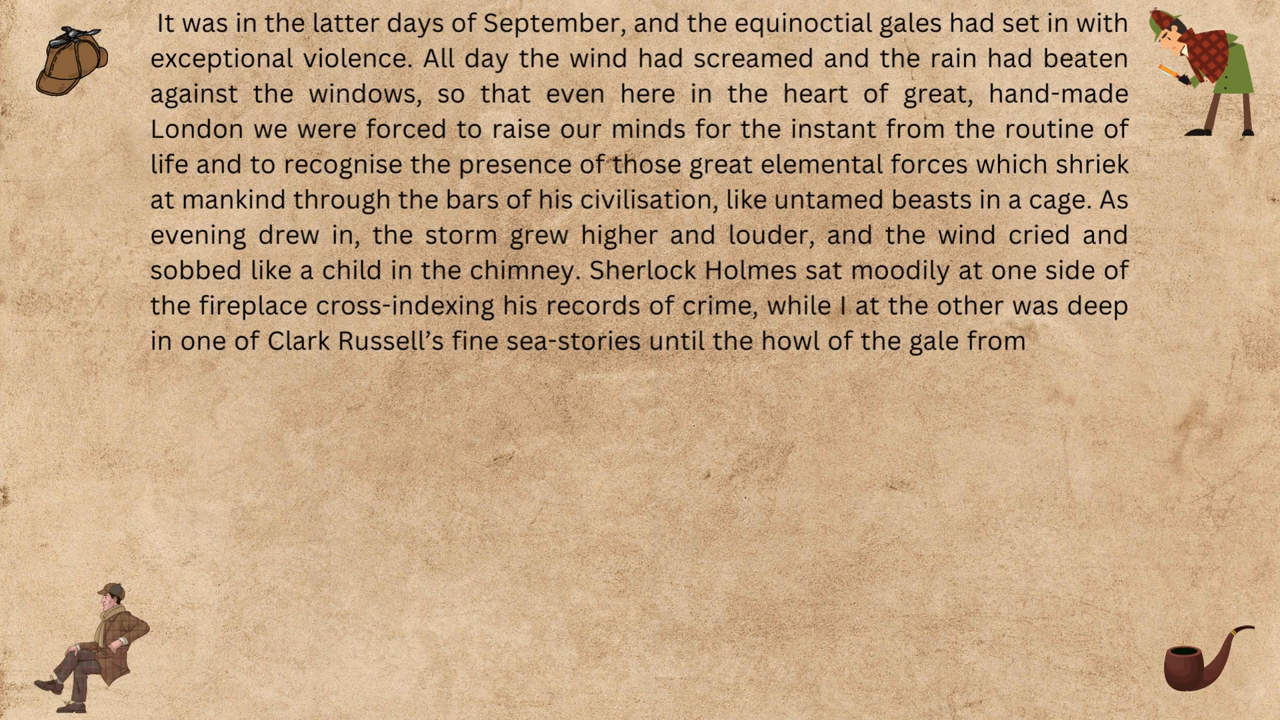 It was in the latter days of September, and the equinoctial gales had set in with
exceptional violence. All day the wind had screamed and the rain had beaten
against the windows, so that even here in the heart of great, hand-made
London we were forced to raise our minds for the instant from the routine of
life and to recognise the presence of those great elemental forces which shriek
at mankind through the bars of his civilisation, like untamed beasts in a cage. As
evening drew in, the storm grew higher and louder, and the wind cried and
sobbed like a child in the chimney. Sherlock Holmes sat moodily at one side of
the fireplace cross-indexing his records of crime, while I at the other was deep
in one of Clark Russell’s fine sea-stories until the howl of the gale from